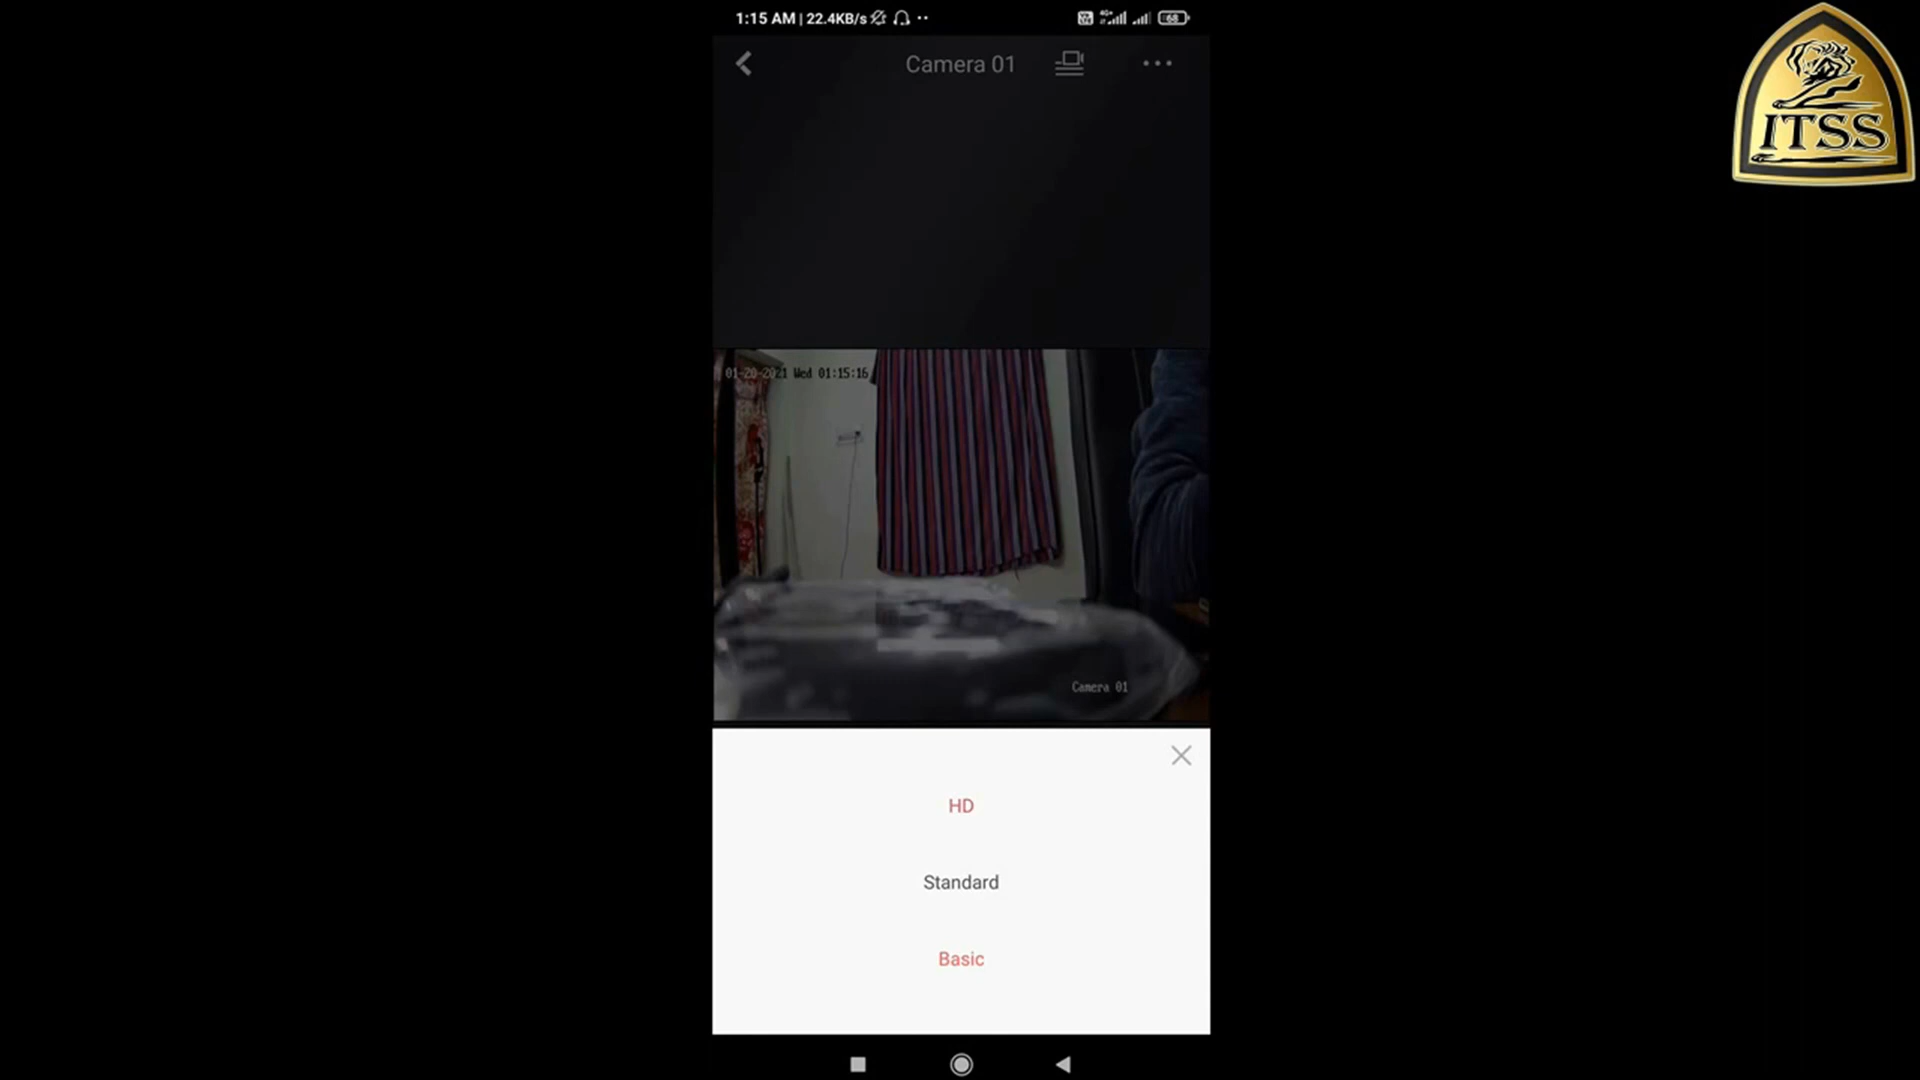 1:15 AM | 22.4KB/s
68
Camera 01
ITSS
01-20-2021 Wed 01:15:16
Camera 01
HD
Standard
Basic